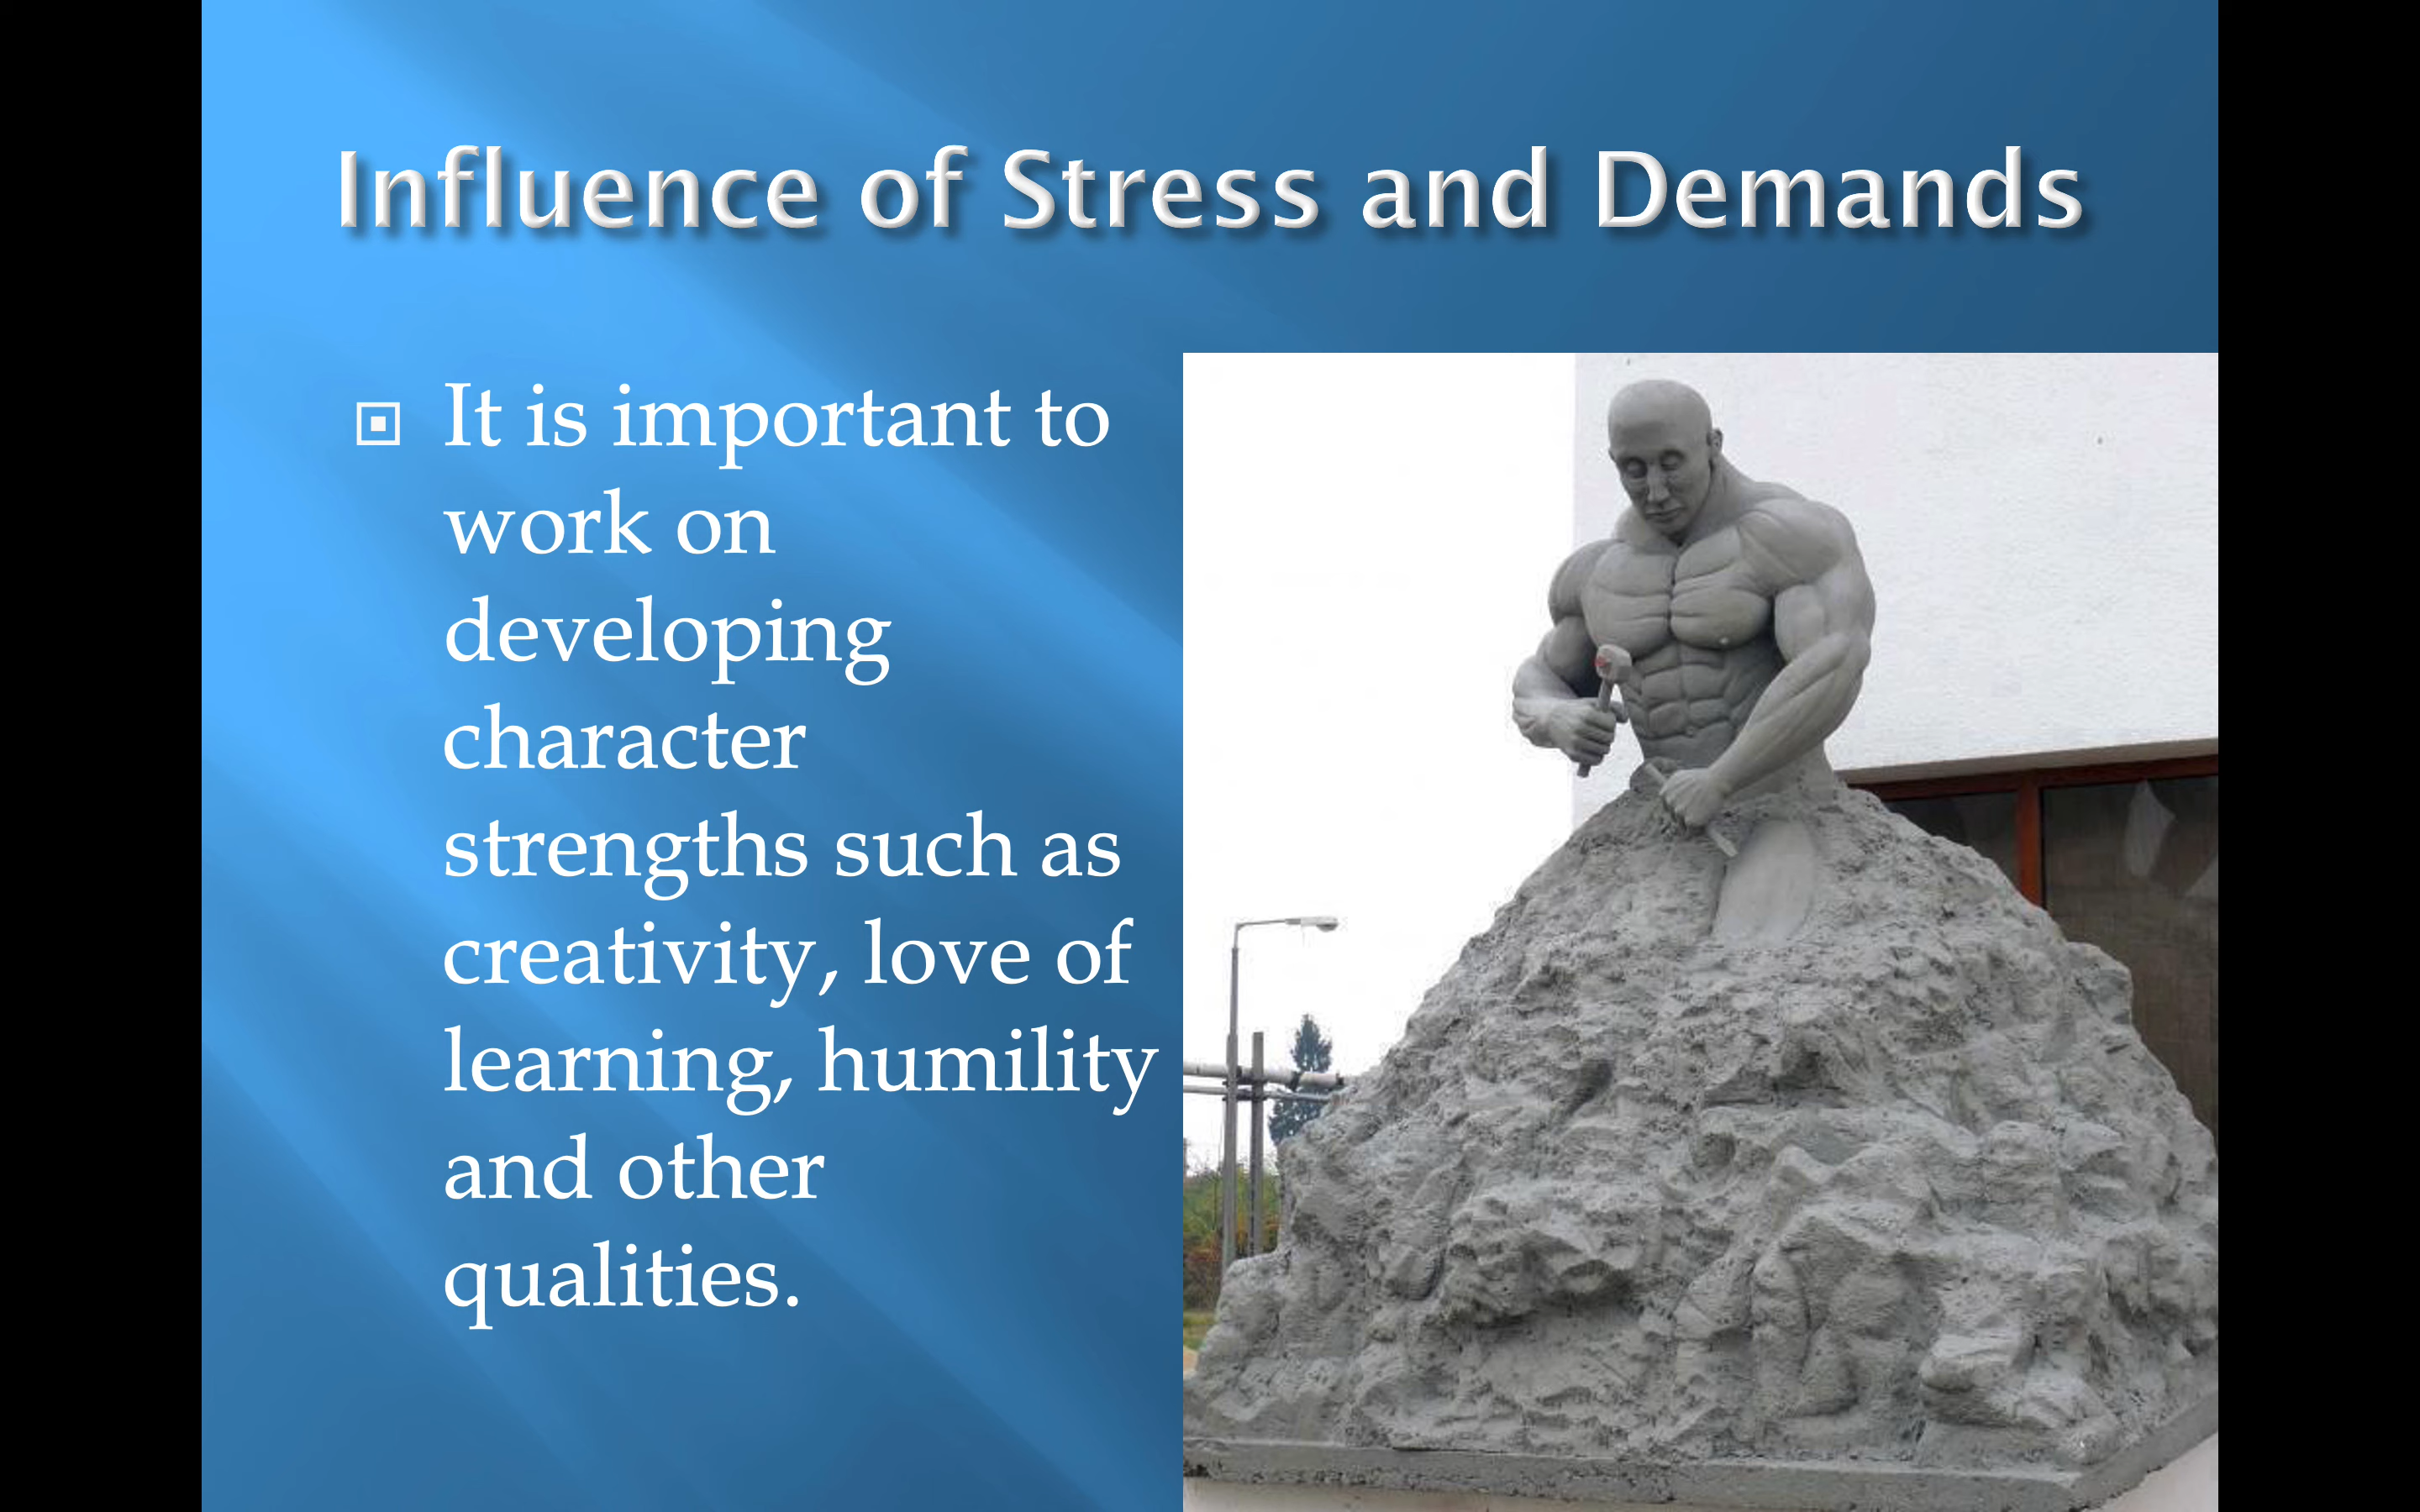 Influence of Stress and Demands
It is important to
work on
developing
character
strengths such as
creativity, love of
learning, humility
and other
qualities.